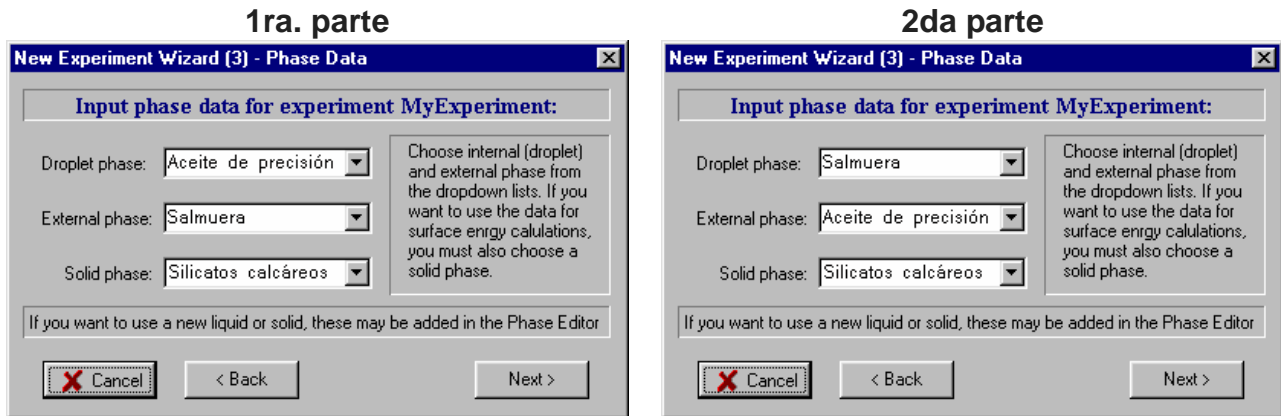 1ra. parte
New Experiment Wizard (3) - Phase Data
Input phase data for experiment MyExperiment:
Droplet phase: Aceite de precisión
External phase: Salmuera
Solid phase: Silicatos calcáreos
Choose internal (droplet)
and external phase from
the dropdown lists. If you
want to use the data for
surface enrgy calulations,
you must also choose a
solid phase.
If you want to use a new liquid or solid, these may be added in the Phase Editor
Cancel
< Back
Next >
2da parte
New Experiment Wizard (3) - Phase Data
Input phase data for experiment MyExperiment:
Droplet phase: Salmuera
External phase: Aceite de precisión
Solid phase: Silicatos calcáreos
Choose internal (droplet)
and external phase from
the dropdown lists. If you
want to use the data for
surface enrgy calulations,
you must also choose a
solid phase.
If you want to use a new liquid or solid, these may be added in the Phase Editor
Cancel
< Back
Next >